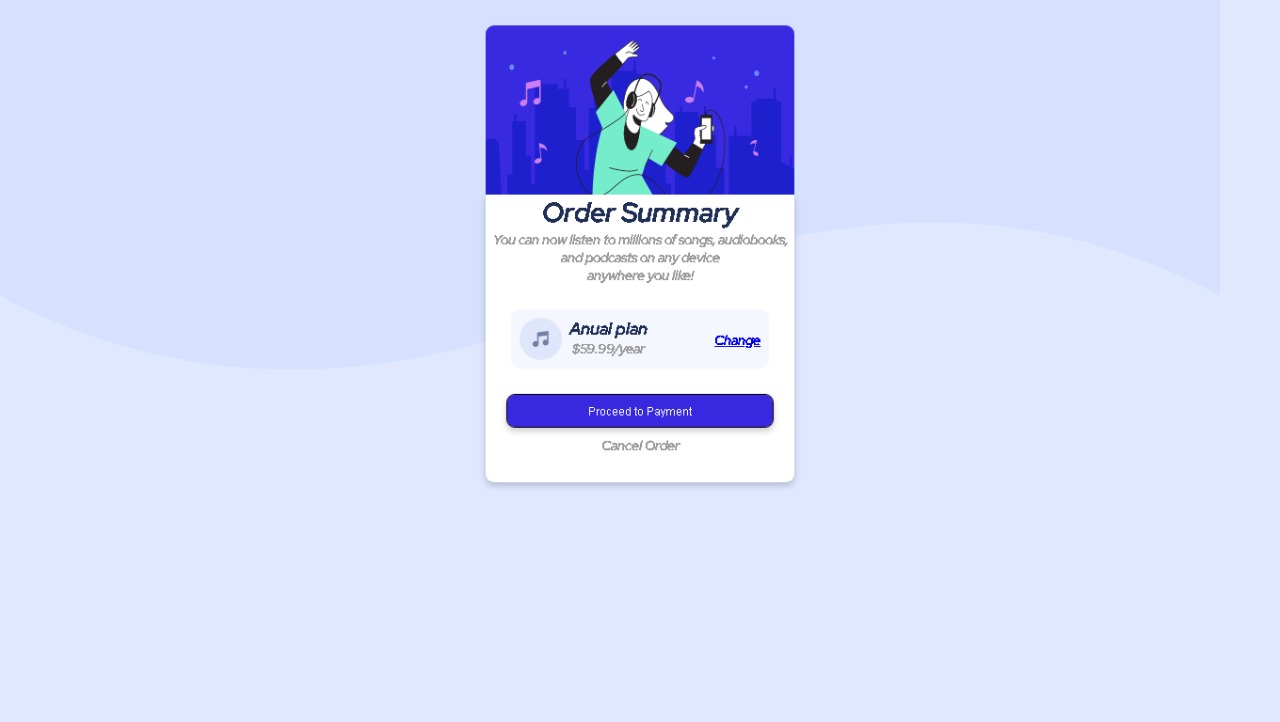 Order Summary
You can now listen to millions of songs, audiobooks,
and podcasts on any device
anywhere you like!
Anual plan
$59.99/year
Change
Proceed to Payment
Cancel Order